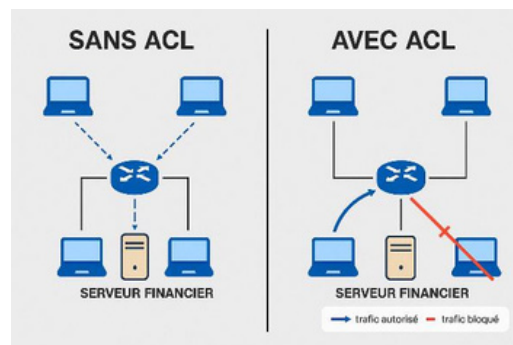 SANS ACL
AVEC ACL
SERVEUR FINANCIER
SERVEUR FINANCIER
trafic autorisé
trafic bloqué